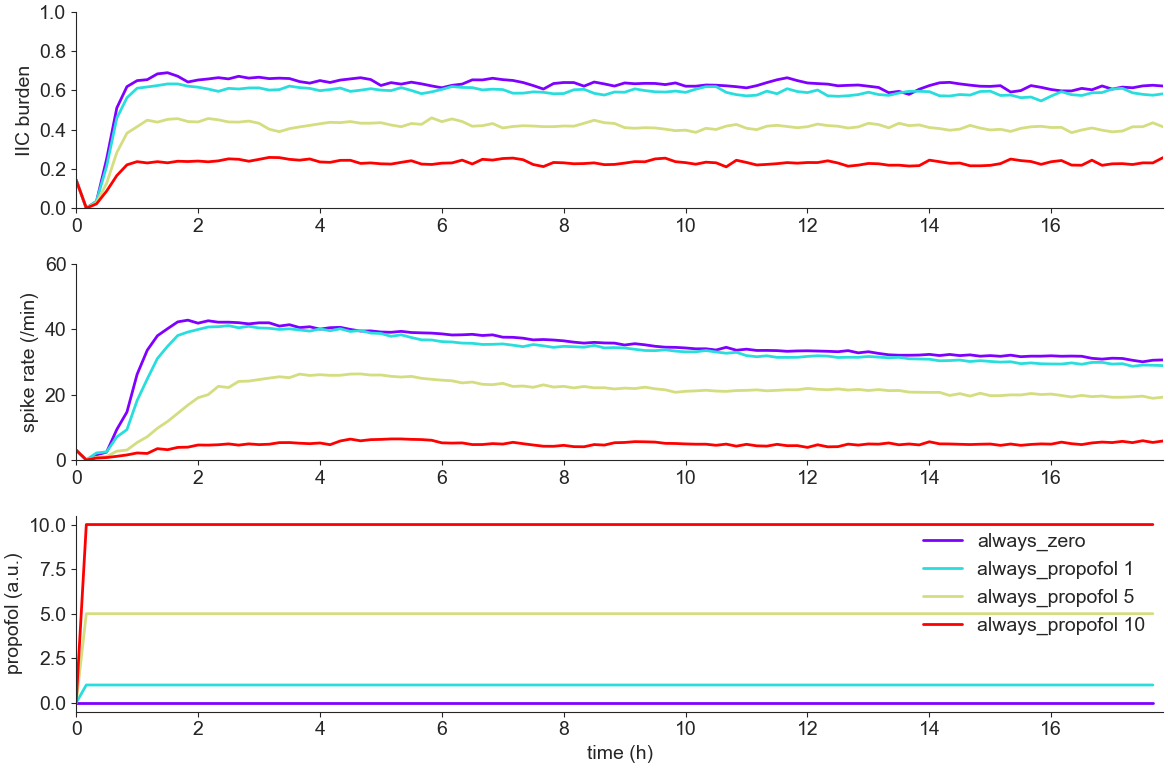 IIC burden
1.0
0.8
0.6
0.4
0.2
0.0
0 2 4 6 8 10 12 14 16
spike rate (/min)
60
40
20
0
0 2 4 6 8 10 12 14 16
propofol (a.u.)
10.0
7.5
5.0
2.5
0.0
always_zero
always_propofol 1
always_propofol 5
always_propofol 10
0 2 4 6 8 10 12 14 16
time (h)